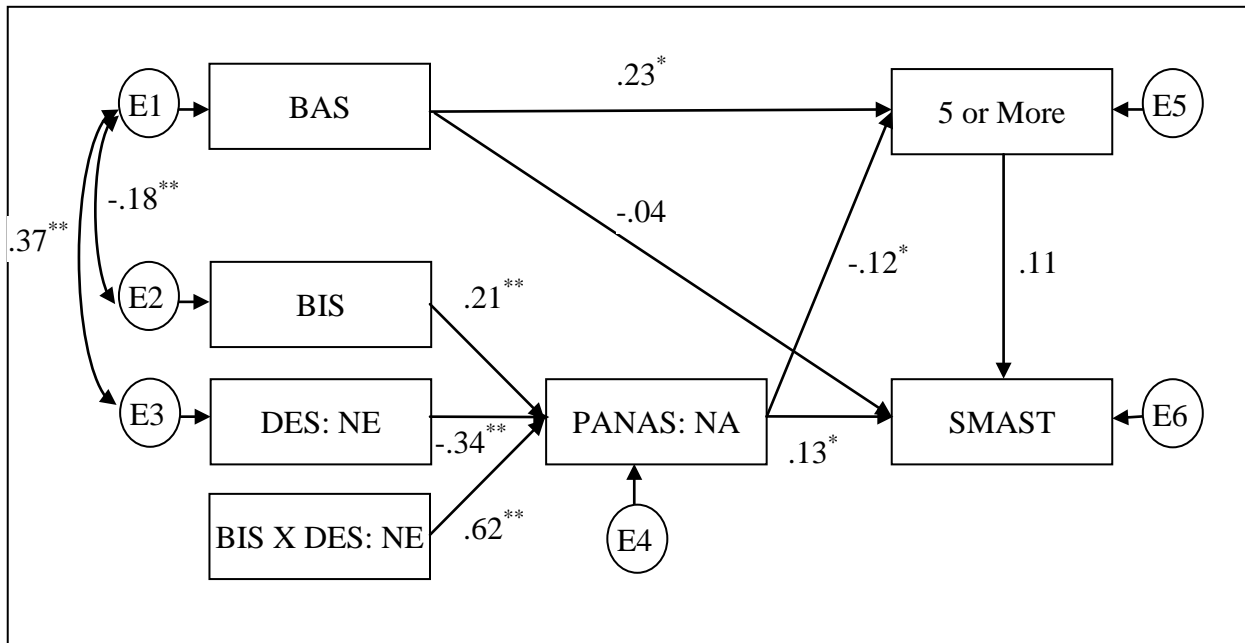 .23*
E1
BAS
5 or More
E5
-.18**
-.04
.37**
-.12*
.11
E2
BIS
.21**
E3
DES: NE
-.34**
PANAS: NA
.13*
SMAST
E6
BIS X DES: NE
.62**
E4